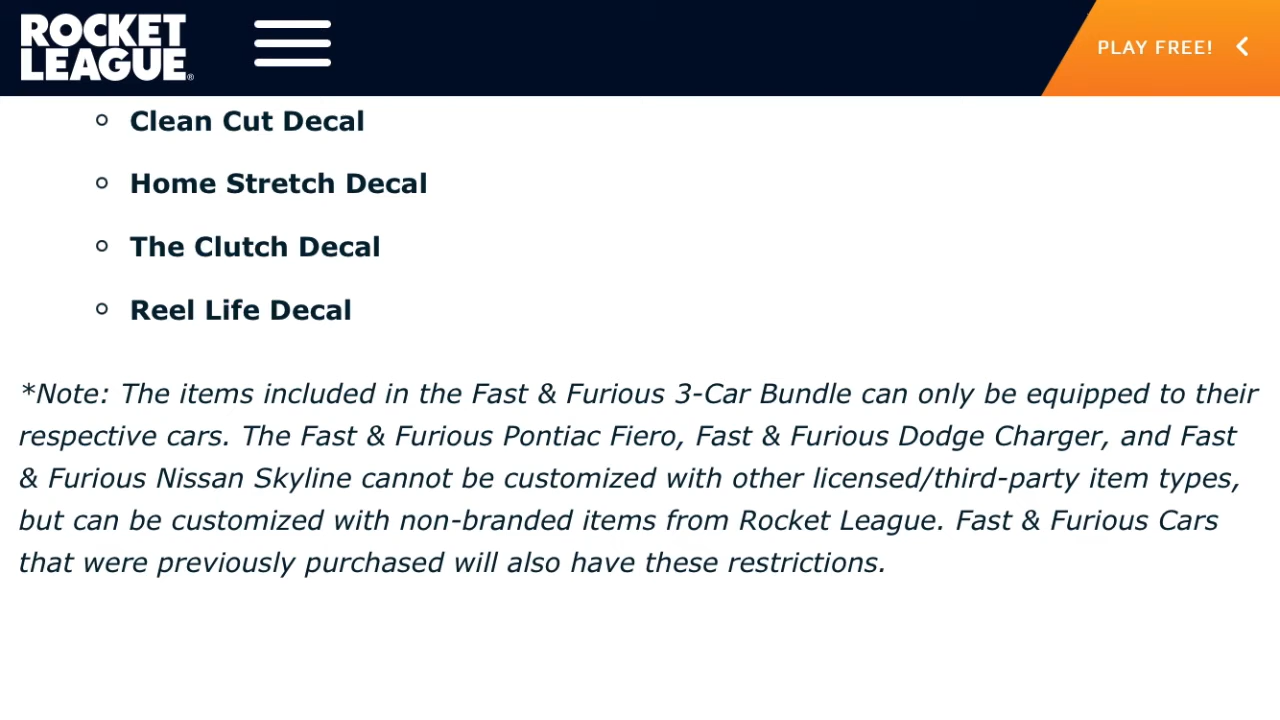 ROCKET
LEAGUE®
PLAY FREE!
Clean Cut Decal
Home Stretch Decal
The Clutch Decal
Reel Life Decal
*Note: The items included in the Fast & Furious 3-Car Bundle can only be equipped to their
respective cars. The Fast & Furious Pontiac Fiero, Fast & Furious Dodge Charger, and Fast
& Furious Nissan Skyline cannot be customized with other licensed/third-party item types,
but can be customized with non-branded items from Rocket League. Fast & Furious Cars
that were previously purchased will also have these restrictions.